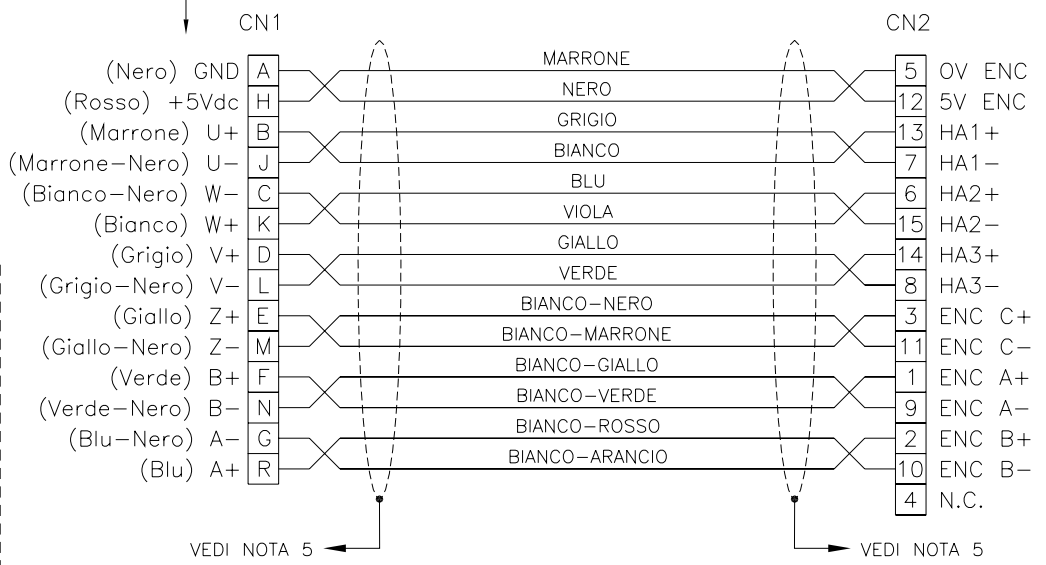 CN1 CN2
(Nero) GND A MARRONE 5 0V ENC
(Rosso) +5Vdc H NERO 12 5V ENC
(Marrone) U+ B GRIGIO 13 HA1+
(Marrone-Nero) U- J BIANCO 7 HA1-
(Bianco-Nero) W- C BLU 6 HA2+
(Bianco) W+ K VIOLA 15 HA2-
(Grigio) V+ D GIALLO 14 HA3+
(Grigio-Nero) V- L VERDE 8 HA3-
(Giallo) Z+ E BIANCO-NERO 3 ENC C+
(Giallo-Nero) Z- M BIANCO-MARRONE 11 ENC C-
(Verde) B+ F BIANCO-GIALLO 1 ENC A+
(Verde-Nero) B- N BIANCO-VERDE 9 ENC A-
(Blu-Nero) A- G BIANCO-ROSSO 2 ENC B+
(Blu) A+ R BIANCO-ARANCIO 10 ENC B-
4 N.C.
VEDI NOTA 5 VEDI NOTA 5